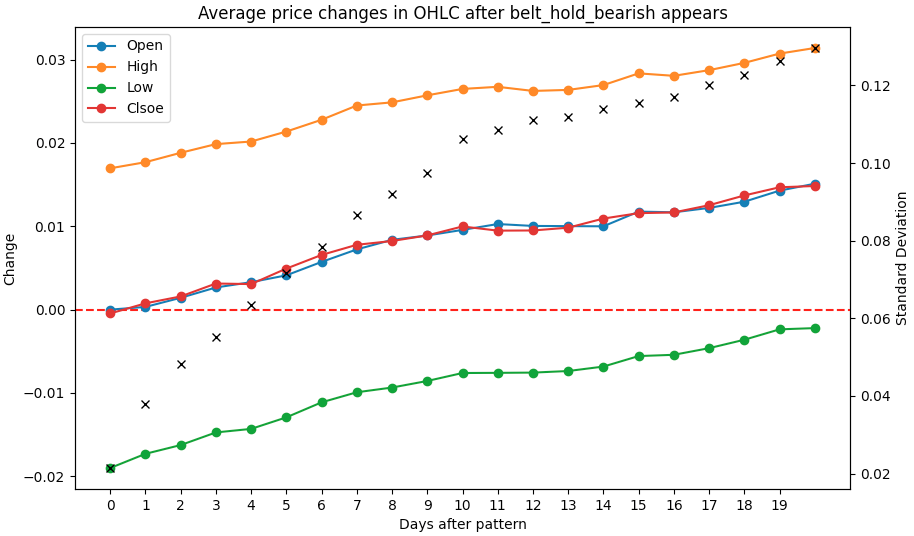 Average price changes in OHLC after belt_hold_bearish appears
Open
High
Low
Clsoe
0.03
0.02
0.01
0.00
−0.01
−0.02
Change
0.12
0.10
0.08
0.06
0.04
0.02
Standard Deviation
0 1 2 3 4 5 6 7 8 9 10 11 12 13 14 15 16 17 18 19
Days after pattern